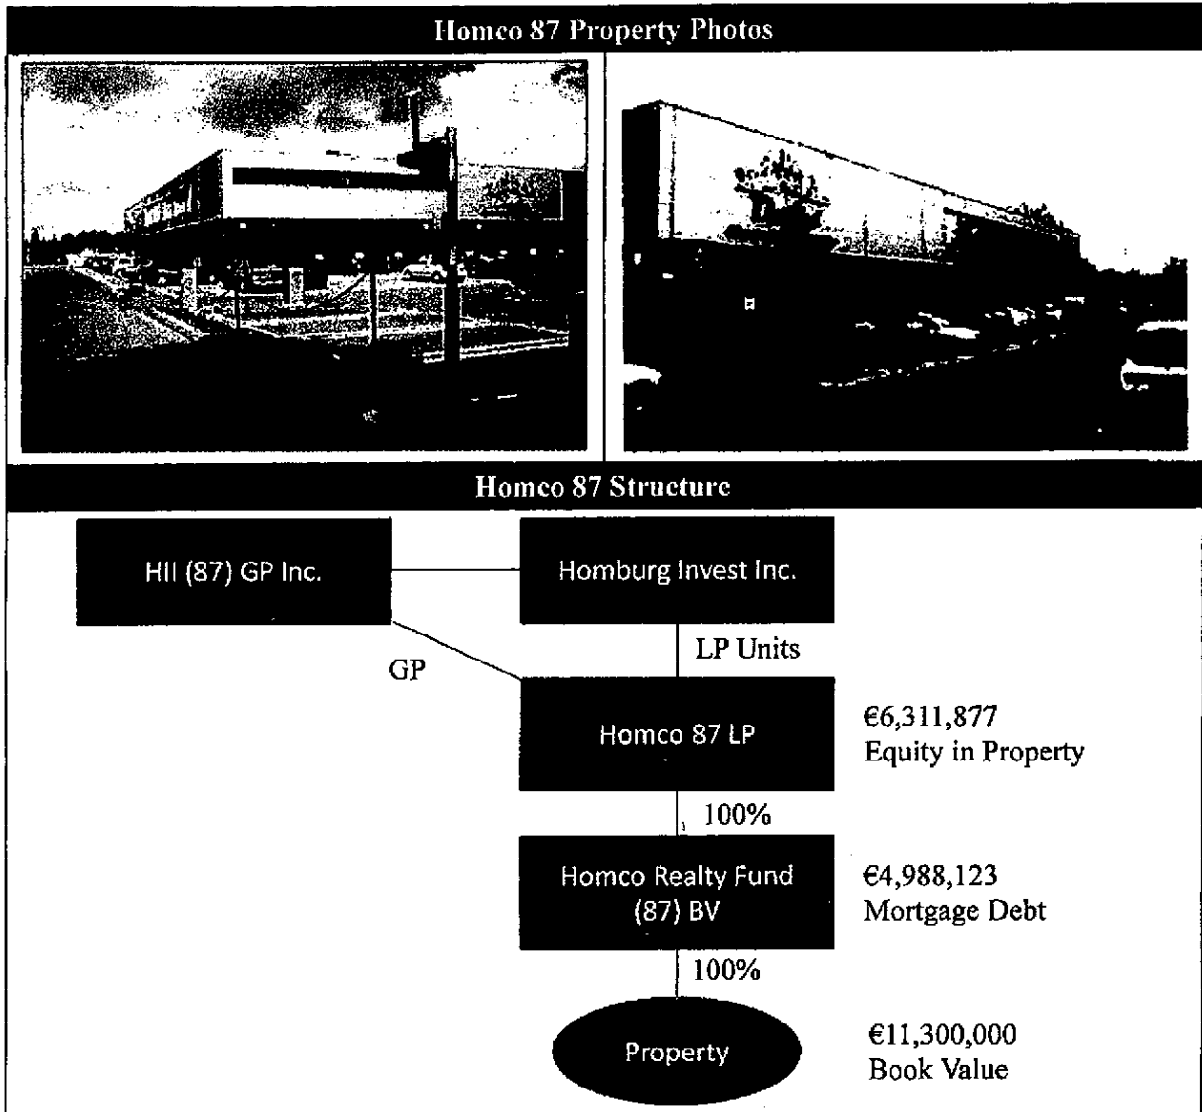 Homco 87 Property Photos
Homco 87 Structure
HII (87) GP Inc.
Homburg Invest Inc.
GP
LP Units
Homco 87 LP
€6,311,877
Equity in Property
100%
Homco Realty Fund
(87) BV
€4,988,123
Mortgage Debt
100%
Property
€11,300,000
Book Value